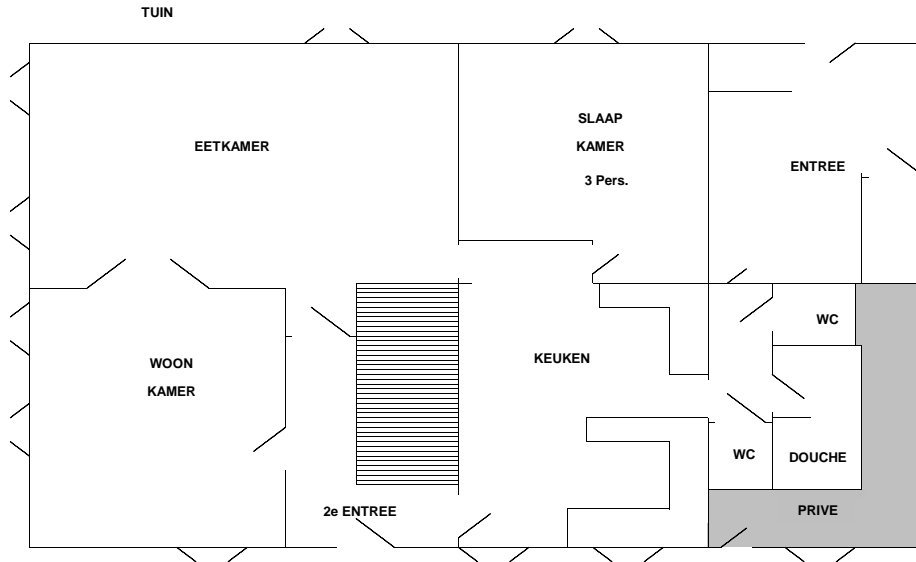 TUIN
SLAAP
EETKAMER
KAMER
ENTREE
3 Pers.
WC
WOON
KEUKEN
KAMER
WC
DOUCHE
2e ENTREE
PRIVE